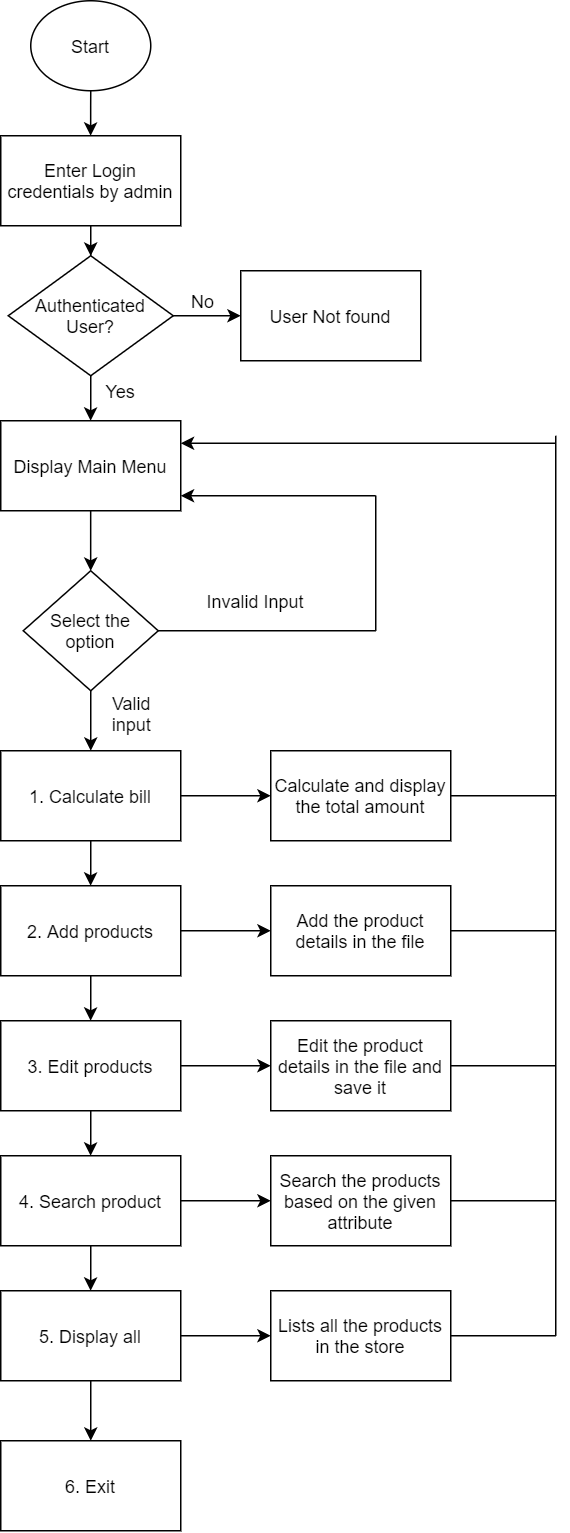 Start
Enter Login
credentials by admin
Authenticated
User?
No
User Not found
Yes
Display Main Menu
Select the
option
Invalid Input
Valid
input
1. Calculate bill
Calculate and display
the total amount
2. Add products
Add the product
details in the file
3. Edit products
Edit the product
details in the file and
save it
4. Search product
Search the products
based on the given
attribute
5. Display all
Lists all the products
in the store
6. Exit